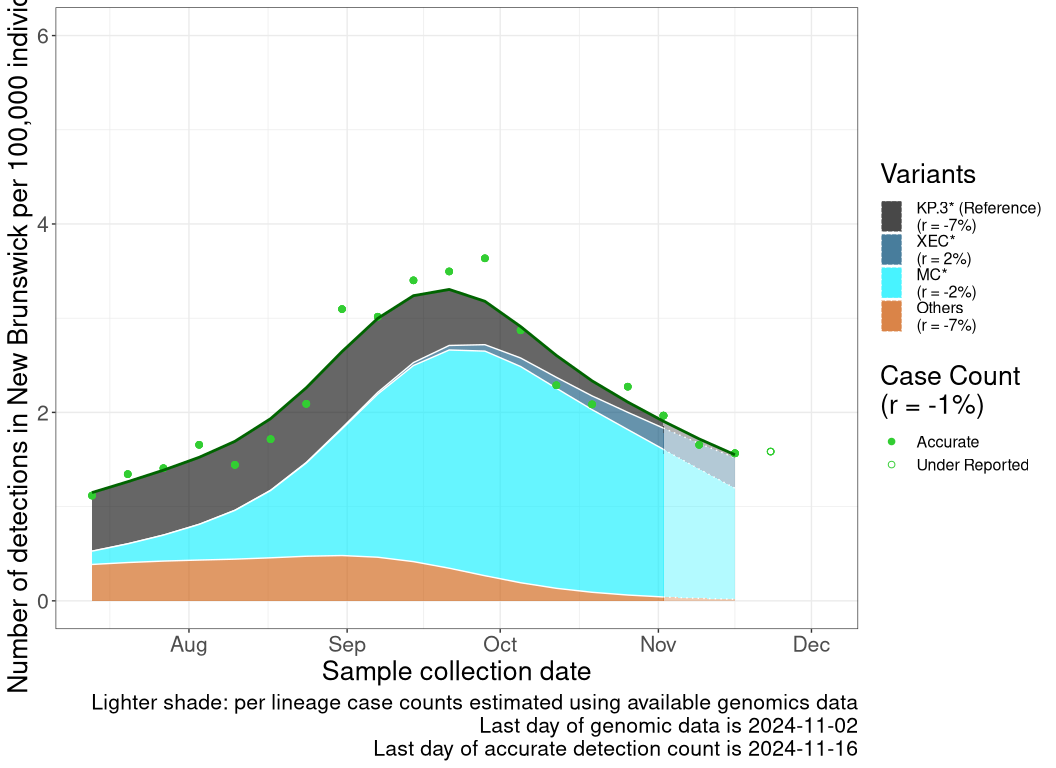 Number of detections in New Brunswick per 100,000
6
4
2
0
Aug Sep Oct Nov Dec
Sample collection date
Lighter shade: per lineage case counts estimated using available genomics data
Last day of genomic data is 2024-11-02
Last day of accurate detection count is 2024-11-16
Variants
KP.3* (Reference)
(r = -7%)
XEC*
(r = 2%)
MC*
(r = -2%)
Others
(r = -7%)
Case Count
(r = -1%)
Accurate
Under Reported